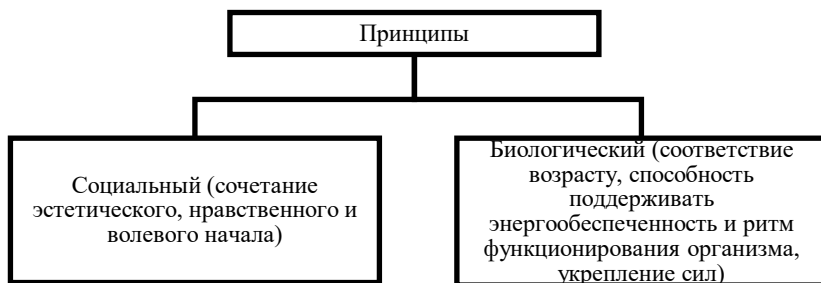 Принципы
Социальный (сочетание
эстетического, нравственного и
волевого начала)
Биологический (соответствие
возрасту, способность
поддерживать
энергообеспеченность и ритм
функционирования организма,
укрепление сил)